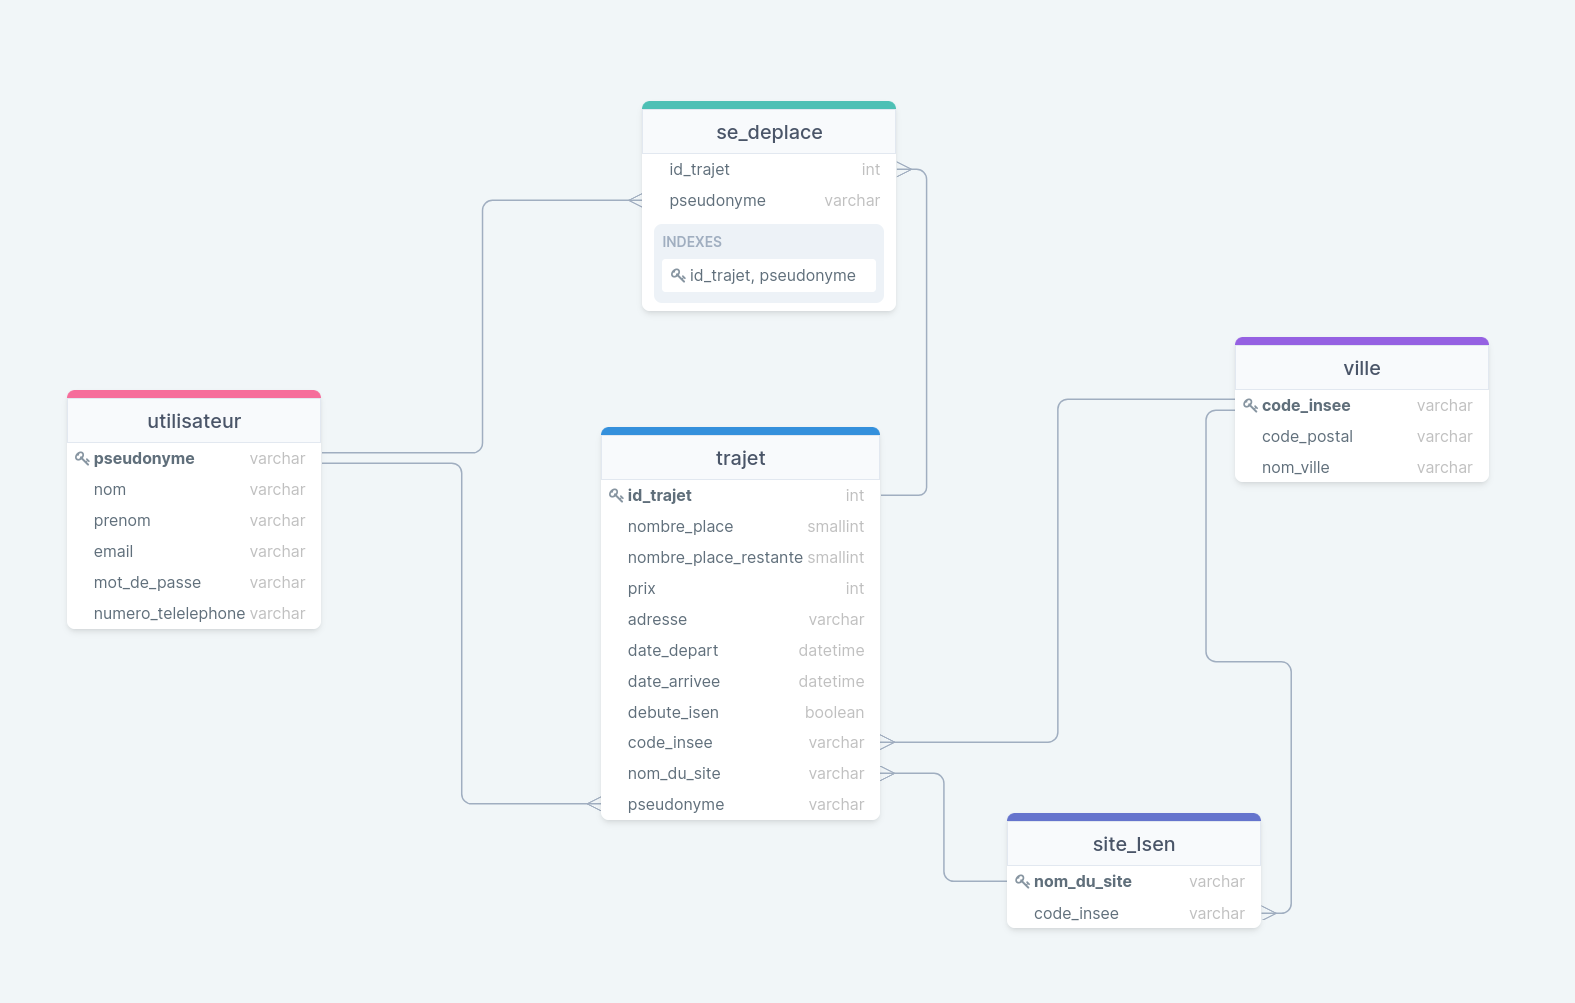 se_deplace
id_trajet int
pseudonyme varchar
INDEXES
id_trajet, pseudonyme
utilisateur
pseudonyme varchar
nom varchar
prenom varchar
email varchar
mot_de_passe varchar
numero_telelephone varchar
trajet
id_trajet int
nombre_place smallint
nombre_place_restante smallint
prix int
adresse varchar
date_depart datetime
date_arrivee datetime
debute_isen boolean
code_insee varchar
nom_du_site varchar
pseudonyme varchar
ville
code_insee varchar
code_postal varchar
nom_ville varchar
site_Isen
nom_du_site varchar
code_insee varchar